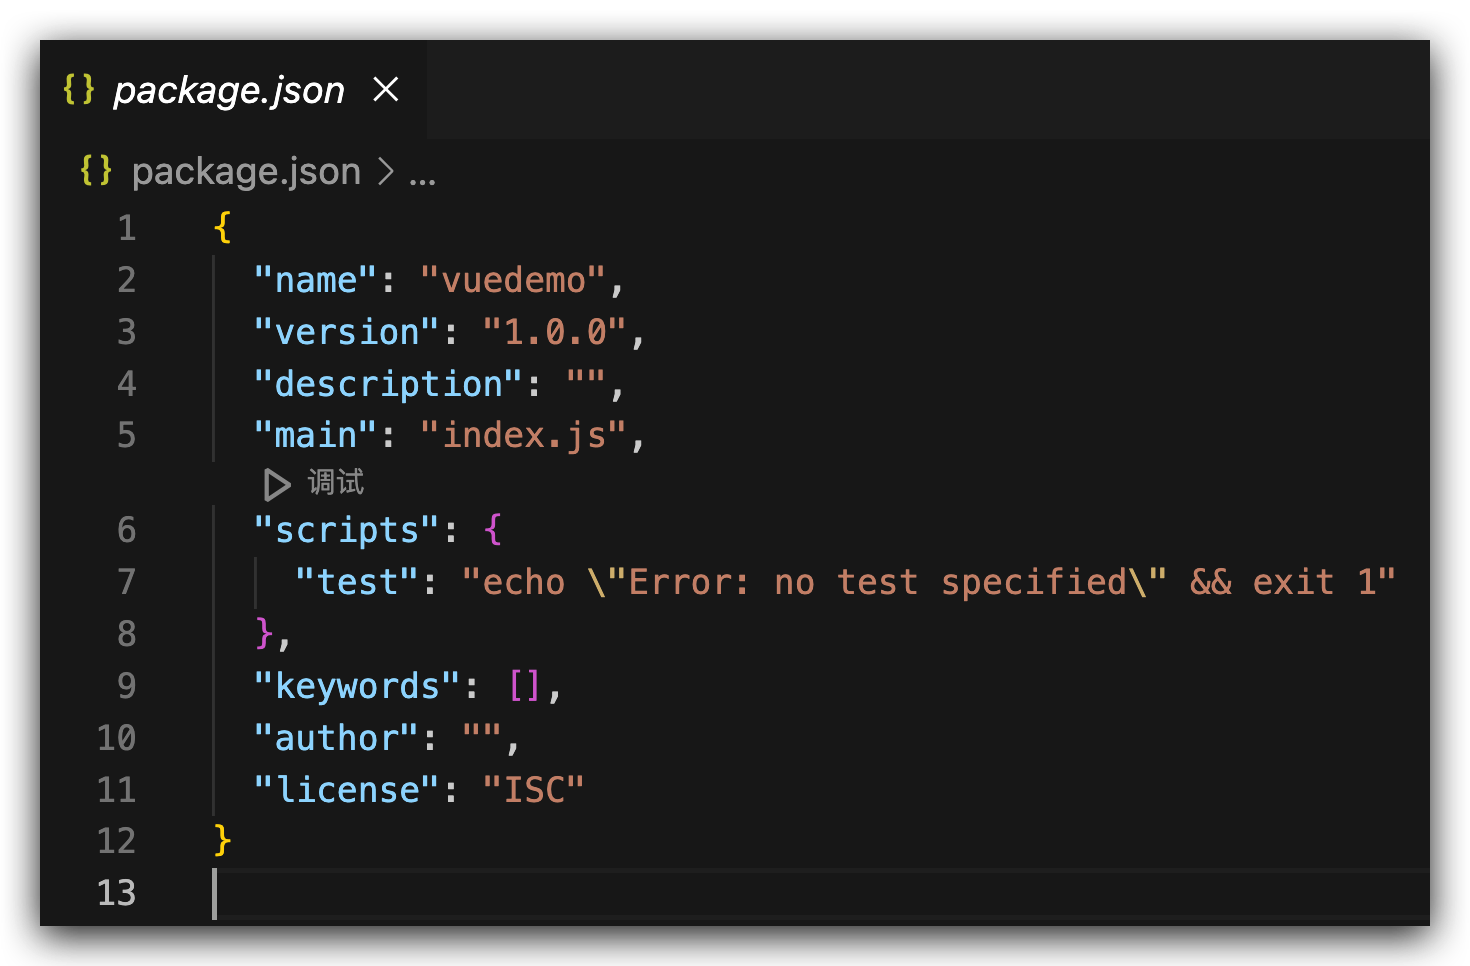 {} package.json ×
{} package.json > ...
1 {
2 "name": "vuedemo",
3 "version": "1.0.0",
4 "description": "",
5 "main": "index.js",
调试
6 "scripts": {
7 "test": "echo \"Error: no test specified\" && exit 1"
8 },
9 "keywords": [],
10 "author": "",
11 "license": "ISC"
12 }
13